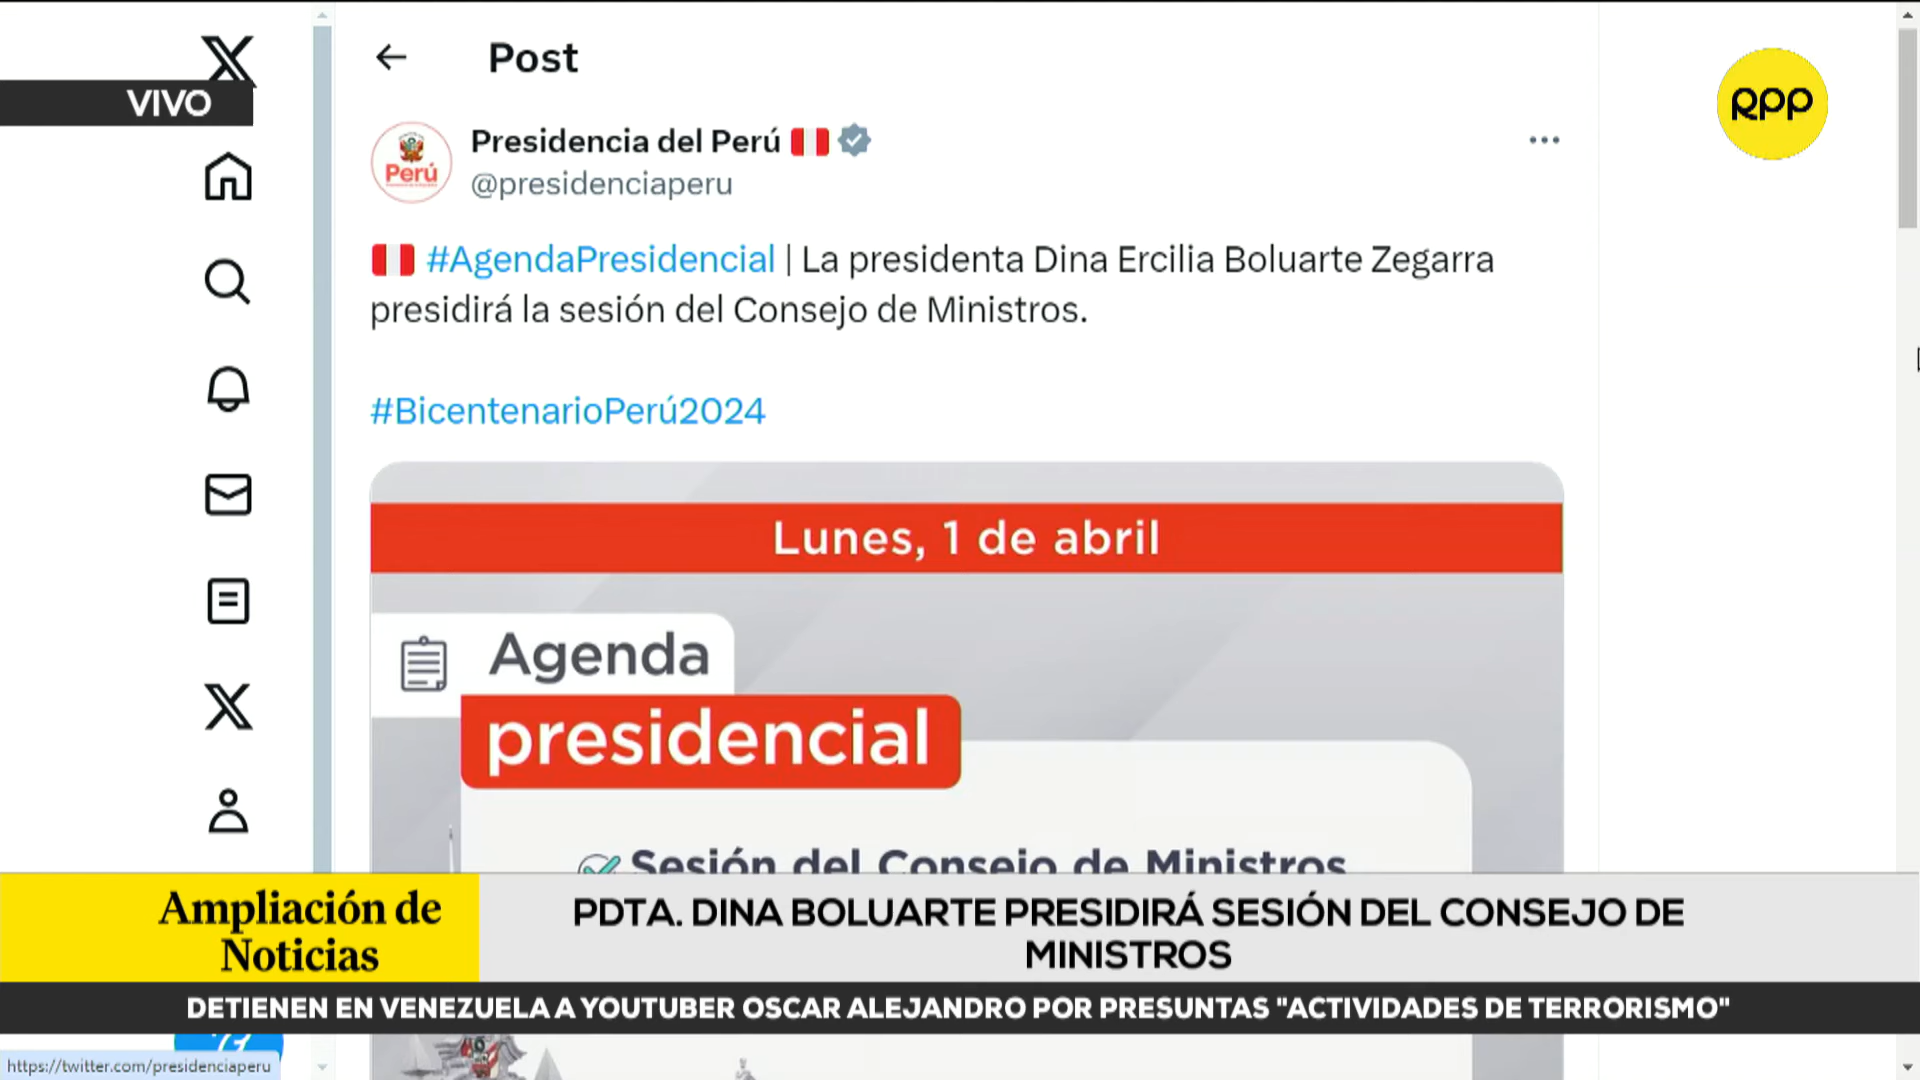 Post
VIVO
rpp
Presidencia del Perú
@presidenciaperu
Perú
#AgendaPresidencial | La presidenta Dina Ercilia Boluarte Zegarra
presidirá la sesión del Consejo de Ministros.
#BicentenarioPerú2024
Lunes, 1 de abril
Agenda
presidencial
Sesión del Consejo de Ministros
Ampliación de
Noticias
PDTA. DINA BOLUARTE PRESIDIRÁ SESIÓN DEL CONSEJO DE
MINISTROS
DETIENEN EN VENEZUELA A YOUTUBER OSCAR ALEJANDRO POR PRESUNTAS "ACTIVIDADES DE TERRORISMO"
https://twitter.com/presidenciaperu